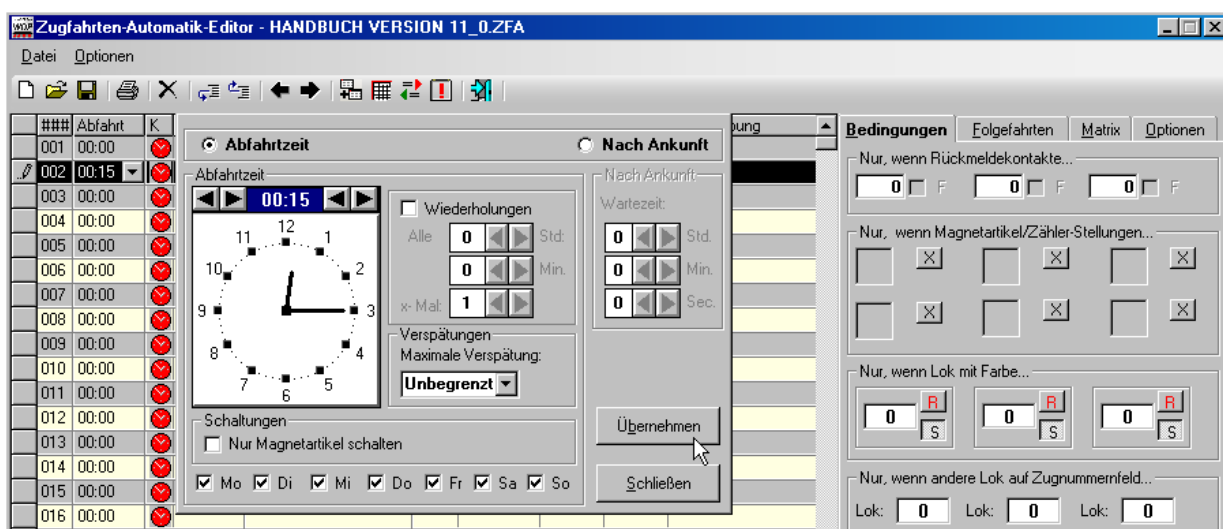 Zugfahrten-Automatik-Editor - HANDBUCH VERSION 11_0.ZFA
Datei Optionen
### Abfahrt K
bung
001 00:00
002 00:15
003 00:00
004 00:00
005 00:00
006 00:00
007 00:00
008 00:00
009 00:00
010 00:00
011 00:00
012 00:00
013 00:00
014 00:00
015 00:00
016 00:00
Abfahrtzeit
Nach Ankunft
Abfahrtzeit
00:15
12
1
2
3
4
5
6
7
8
9
10
11
Wiederholungen
Alle 0 Std:
0 Min.
x- Mal: 1
Verspätungen
Maximale Verspätung:
Unbegrenzt
Nach Ankunft
Wartezeit:
0 Std.
0 Min.
0 Sec.
Schaltungen
Nur Magnetartikel schalten
Mo Di Mi Do Fr Sa So
Übernehmen
Schließen
Bedingungen Folgefahrten Matrix Optionen
Nur, wenn Rückmeldekontakte...
0 F 0 F 0 F
Nur, wenn Magnetartikel/Zähler-Stellungen...
X X X
X X X
Nur, wenn Lok mit Farbe...
0 R S 0 R S 0 R S
Nur, wenn andere Lok auf Zugnummernfeld...
Lok: 0 Lok: 0 Lok: 0